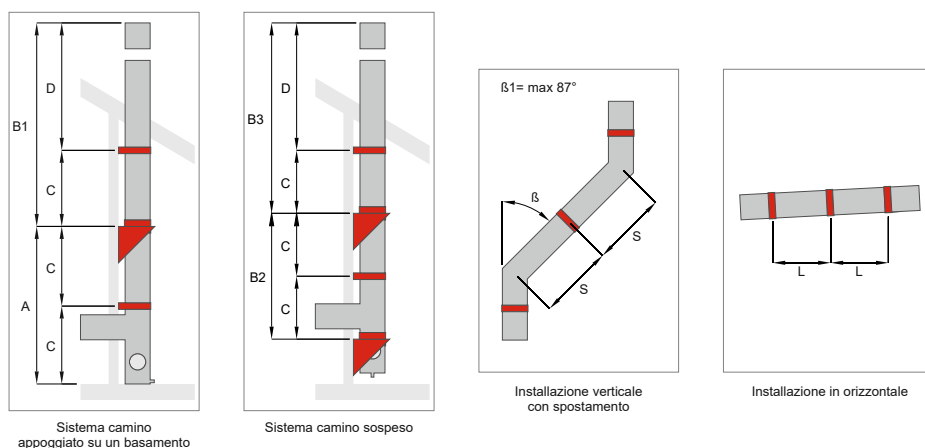 D
B1
C
C
A
C
Sistema camino
appoggiato su un basamento
D
B3
C
C
B2
C
Sistema camino sospeso
ß1= max 87°
ß
S
S
Installazione verticale
con spostamento
L
L
Installazione in orizzontale